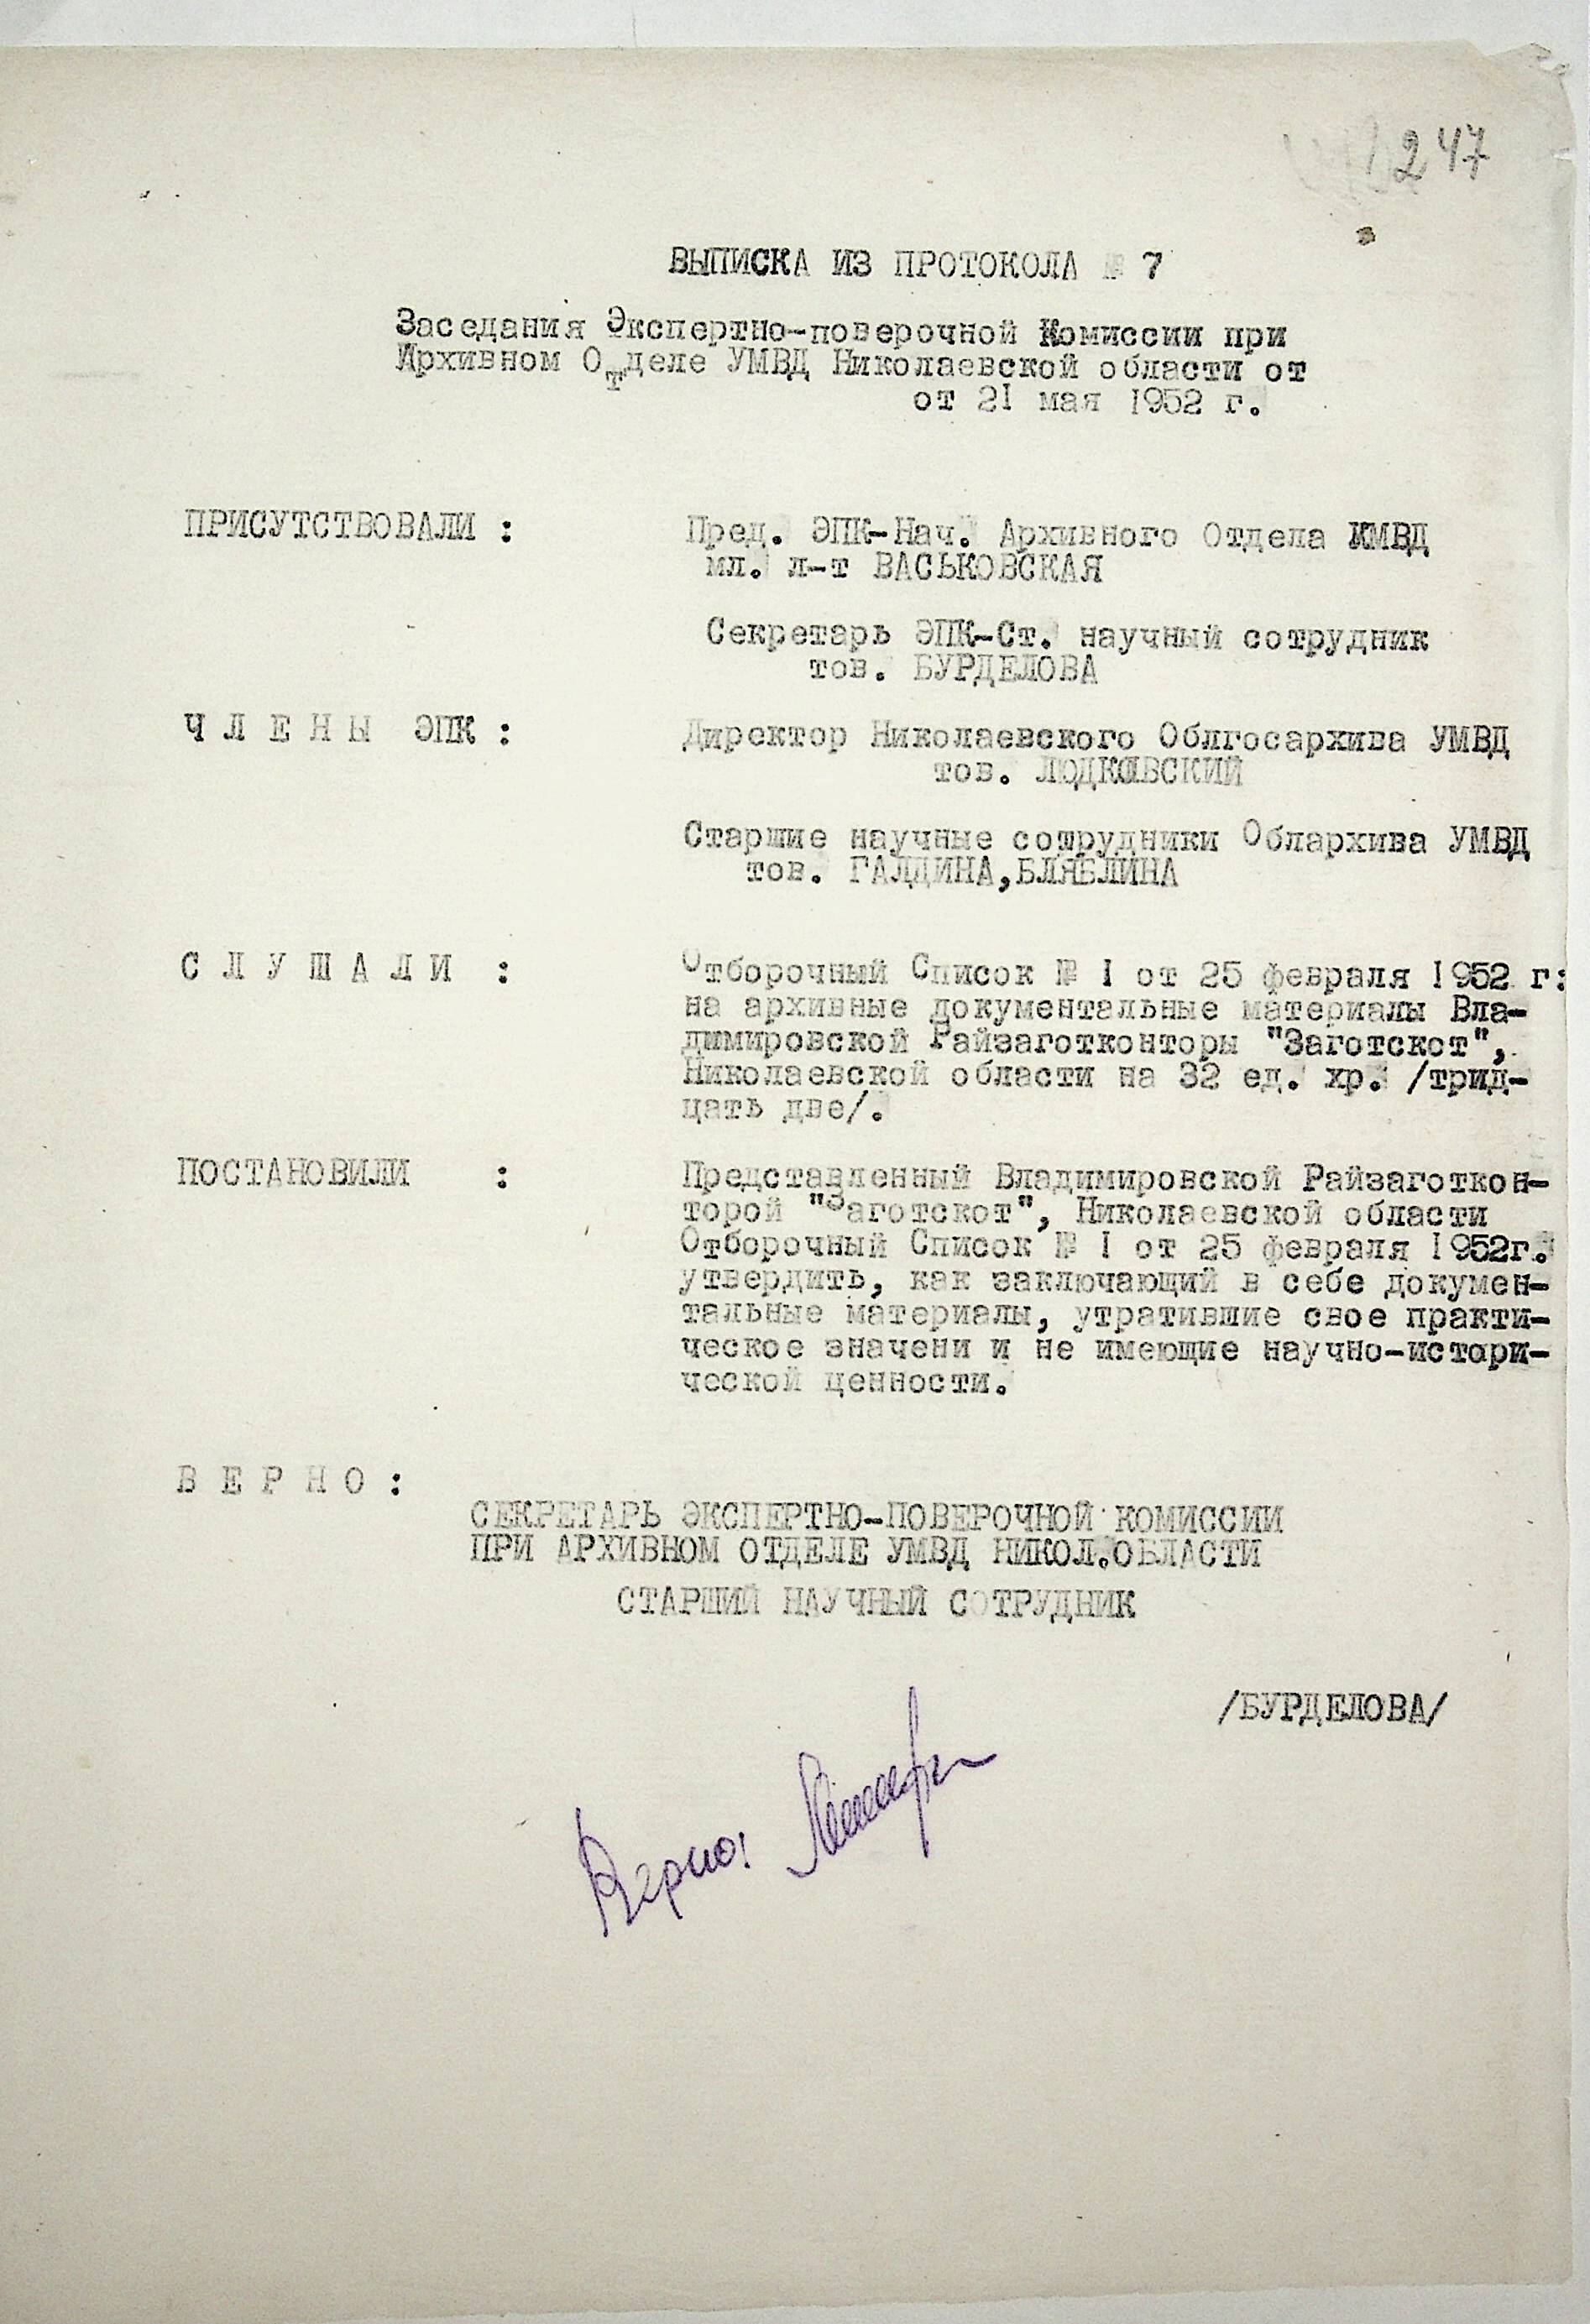 247
ВЫПИСКА ИЗ ПРОТОКОЛА № 7
Заседания Экспертно-поверочной Комиссии при
Архивном Отделе УМВД Николаевской области от
от 21 мая 1952 г.
ПРИСУТСТВОВАЛИ : Пред. ЭПК-Нач. Архивного Отдела УМВД
мл. л-т ВАСЬКОВСКАЯ
Секретарь ЭПК-Ст. научный сотрудник
тов. БУРДЕЛОВА
Ч Л Е Н Ы ЭПК : Директор Николаевского Облгосархива УМВД
тов. ЛЮДКОВСКИЙ
Старшие научные сотрудники Облархива УМВД
тов. ГАЛДИНА,БЛЯБЛИНА
С Л У Ш А Л И : Отборочный Список № I от 25 февраля 1952 г:
на архивные документальные материалы Вла-
димировской Райзаготконторы "Заготскот",
Николаевской области на 32 ед. хр. /трид-
цать две/.
ПОСТАНОВИЛИ : Представленный Владимировской Райзаготкон-
торой "Заготскот", Николаевской области
Отборочный Список № I от 25 февраля 1952г.
утвердить, как заключающий в себе докумен-
тальные материалы, утратившие свое практи-
ческое значени и не имеющие научно-истори-
ческой ценности.
В Е Р Н О :
СЕКРЕТАРЬ ЭКСПЕРТНО-ПОВЕРОЧНОЙ КОМИССИИ
ПРИ АРХИВНОМ ОТДЕЛЕ УМВД НИКОЛ.ОБЛАСТИ
СТАРШИЙ НАУЧНЫЙ СОТРУДНИК
/БУРДЕЛОВА/
Верно: